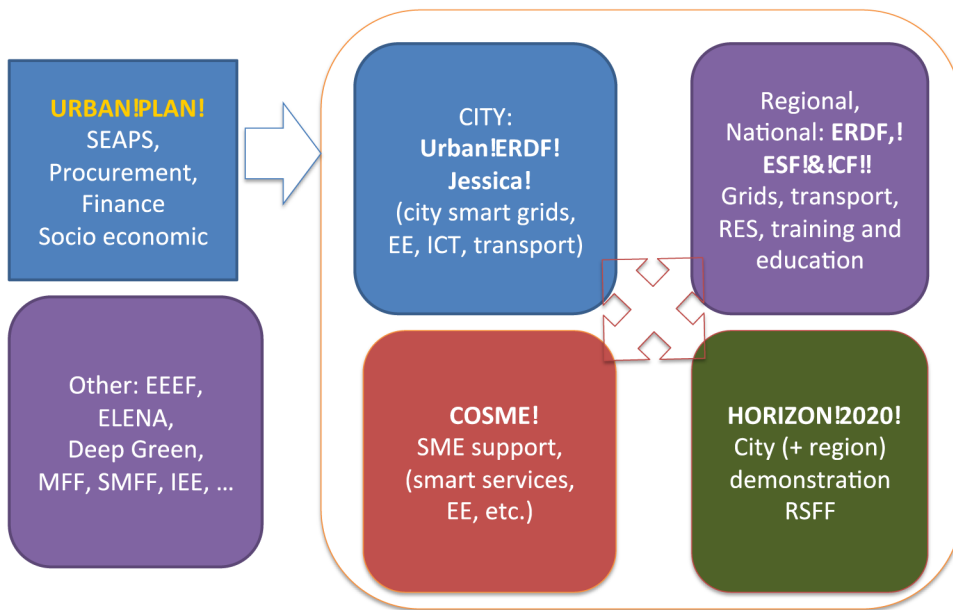 URBAN!PLAN!
SEAPS,
Procurement,
Finance
Socio economic
Other: EEEF,
ELENA,
Deep Green,
MFF, SMFF, IEE, ...
CITY:
Urban!ERDF!
Jessica!
(city smart grids,
EE, ICT, transport)
Regional,
National: ERDF,!
ESF!&!CF!!
Grids, transport,
RES, training and
education
COSME!
SME support,
(smart services,
EE, etc.)
HORIZON!2020!
City (+ region)
demonstration
RSFF